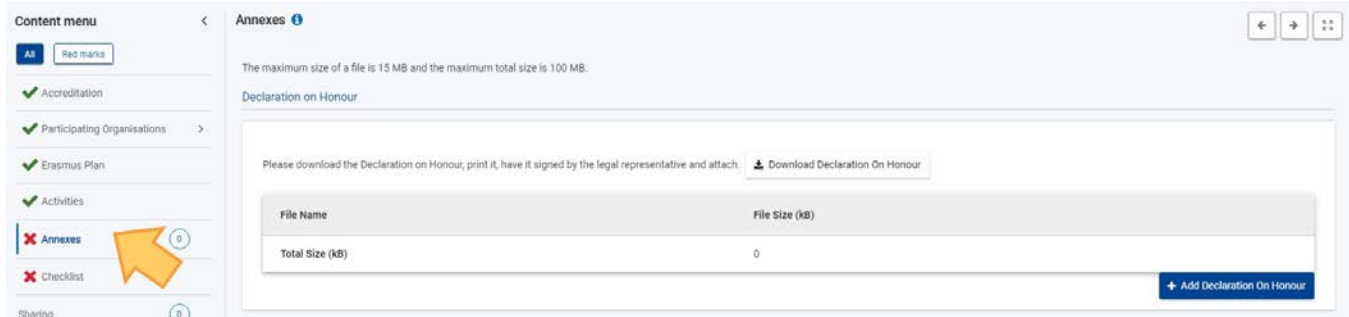 Content menu
All
Red marks
Accreditation
Participating Organisations
Erasmus Plan
Activities
Annexes
0
Checklist
Sharing
0
Annexes
The maximum size of a file is 15 MB and the maximum total size is 100 MB.
Declaration on Honour
Please download the Declaration on Honour, print it, have it signed by the legal representative and attach.
Download Declaration On Honour
File Name File Size (kB)
Total Size (kB) 0
+ Add Declaration On Honour